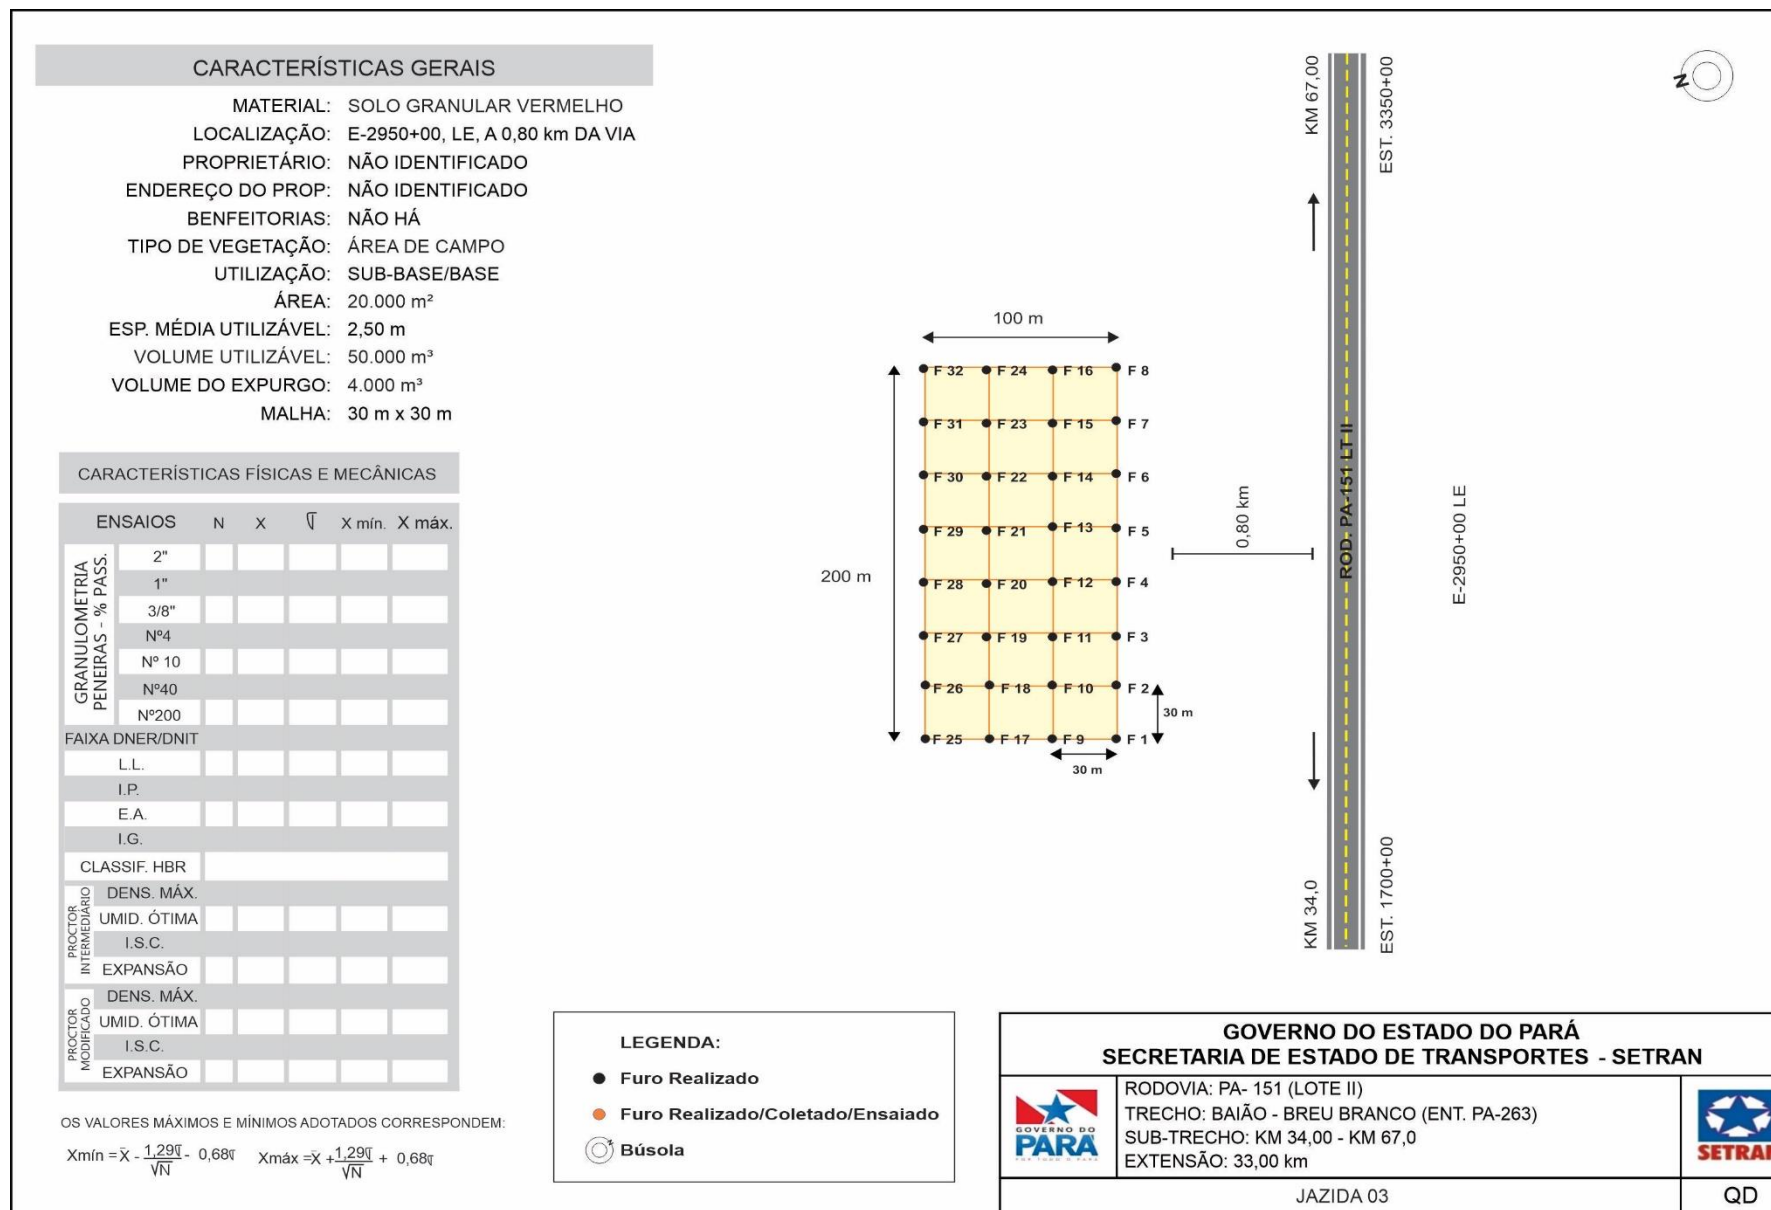 CARACTERÍSTICAS GERAIS
MATERIAL: SOLO GRANULAR VERMELHO
LOCALIZAÇÃO: E-2950+00, LE, A 0,80 km DA VIA
PROPRIETÁRIO: NÃO IDENTIFICADO
ENDEREÇO DO PROP: NÃO IDENTIFICADO
BENFEITORIAS: NÃO HÁ
TIPO DE VEGETAÇÃO: ÁREA DE CAMPO
UTILIZAÇÃO: SUB-BASE/BASE
ÁREA: 20.000 m²
ESP. MÉDIA UTILIZÁVEL: 2,50 m
VOLUME UTILIZÁVEL: 50.000 m³
VOLUME DO EXPURGO: 4.000 m³
MALHA: 30 m x 30 m
CARACTERÍSTICAS FÍSICAS E MECÂNICAS
ENSAIOS N X σ X mín. X máx.
GRANULOMETRIA
PENEIRAS - % PASS.
2"
1"
3/8"
Nº4
Nº 10
Nº40
Nº200
FAIXA DNER/DNIT
L.L.
I.P.
E.A.
I.G.
CLASSIF. HBR
PROCTOR
INTERMEDIÁRIO
DENS. MÁX.
UMID. ÓTIMA
I.S.C.
EXPANSÃO
PROCTOR
MODIFICADO
DENS. MÁX.
UMID. ÓTIMA
I.S.C.
EXPANSÃO
OS VALORES MÁXIMOS E MÍNIMOS ADOTADOS CORRESPONDEM:
Xmín = X̄ - 1,29σ/√N - 0,68σ Xmáx = X̄ + 1,29σ/√N + 0,68σ
100 m
200 m
F 32 F 24 F 16 F 8
F 31 F 23 F 15 F 7
F 30 F 22 F 14 F 6
F 29 F 21 F 13 F 5
F 28 F 20 F 12 F 4
F 27 F 19 F 11 F 3
F 26 F 18 F 10 F 2
F 25 F 17 F 9 F 1
30 m
30 m
0,80 km
KM 67,00
EST. 3350+00
ROD. PA-151 LT II
E-2950+00 LE
KM 34,0
EST. 1700+00
N
LEGENDA:
Furo Realizado
Furo Realizado/Coletado/Ensaiado
N
Búsola
GOVERNO DO ESTADO DO PARÁ
SECRETARIA DE ESTADO DE TRANSPORTES - SETRAN
GOVERNO DO
PARÁ
POR TODO O PARÁ
RODOVIA: PA- 151 (LOTE II)
TRECHO: BAIÃO - BREU BRANCO (ENT. PA-263)
SUB-TRECHO: KM 34,00 - KM 67,0
EXTENSÃO: 33,00 km
SETRAN
JAZIDA 03
QD